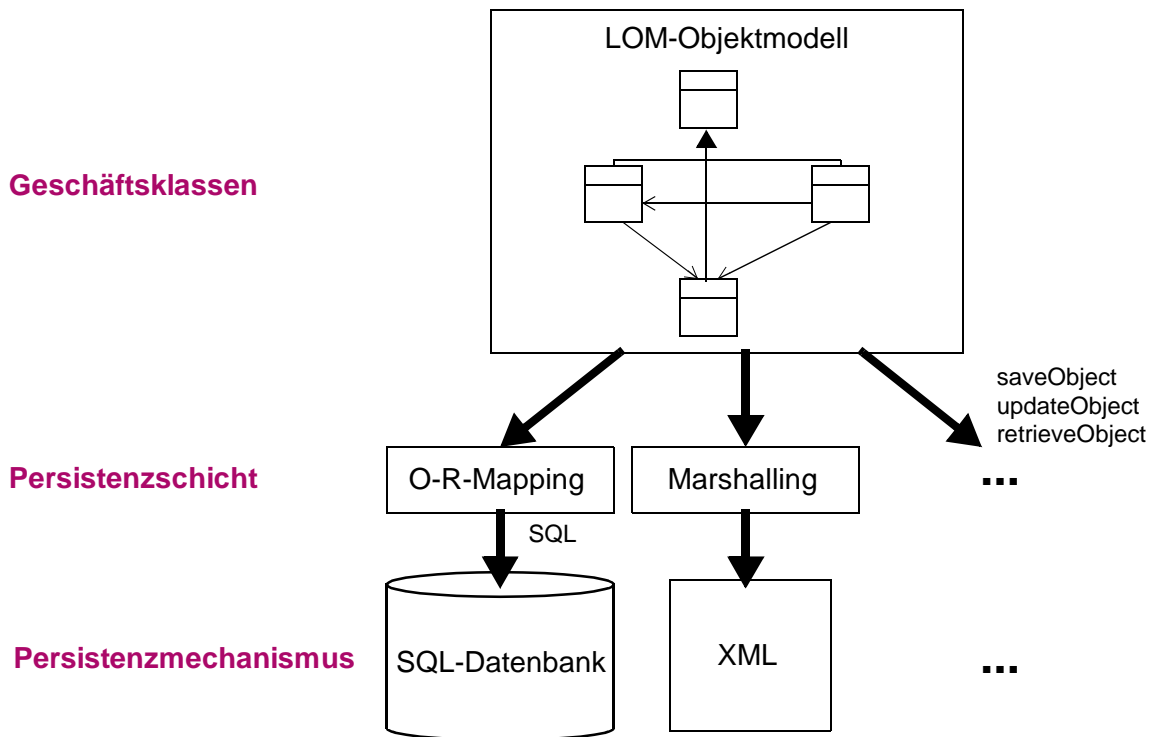 LOM-Objektmodell
Geschäftsklassen
saveObject
updateObject
retrieveObject
Persistenzschicht
O-R-Mapping
Marshalling
...
SQL
Persistenzmechanismus
SQL-Datenbank
XML
...